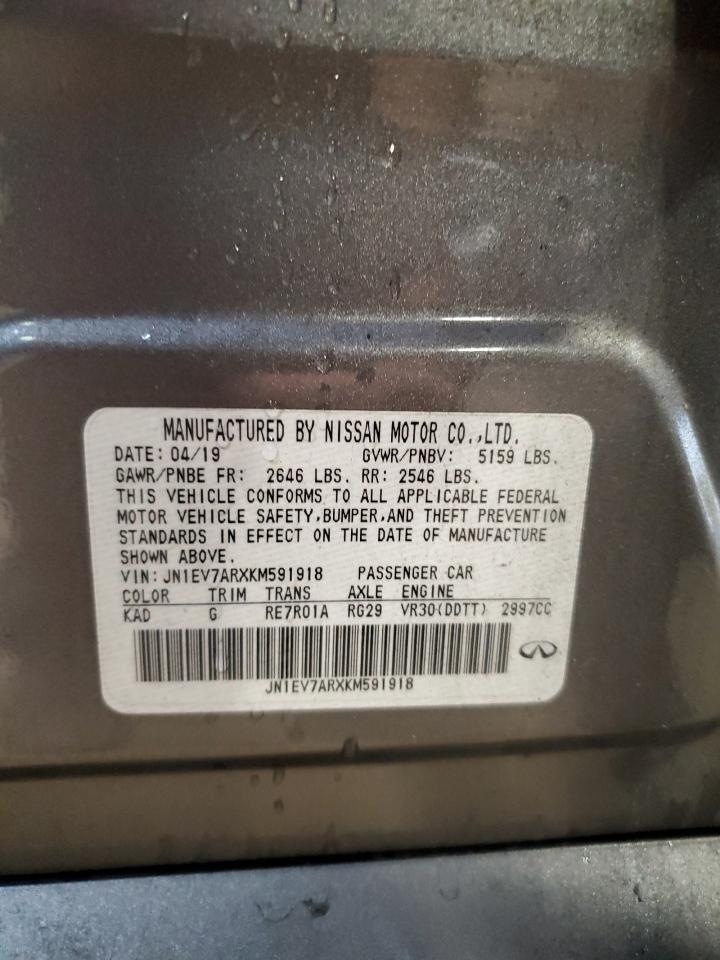 MANUFACTURED BY NISSAN MOTOR CO.,LTD.
DATE: 04/19 GVWR/PNBV: 5159 LBS.
GAWR/PNBE FR: 2646 LBS. RR: 2546 LBS.
THIS VEHICLE CONFORMS TO ALL APPLICABLE FEDERAL
MOTOR VEHICLE SAFETY,BUMPER,AND THEFT PREVENTION
STANDARDS IN EFFECT ON THE DATE OF MANUFACTURE
SHOWN ABOVE.
VIN: JN1EV7ARXKM591918 PASSENGER CAR
COLOR TRIM TRANS AXLE ENGINE
KAD G RE7R01A RG29 VR30(DDTT) 2997CC
JN1EV7ARXKM591918